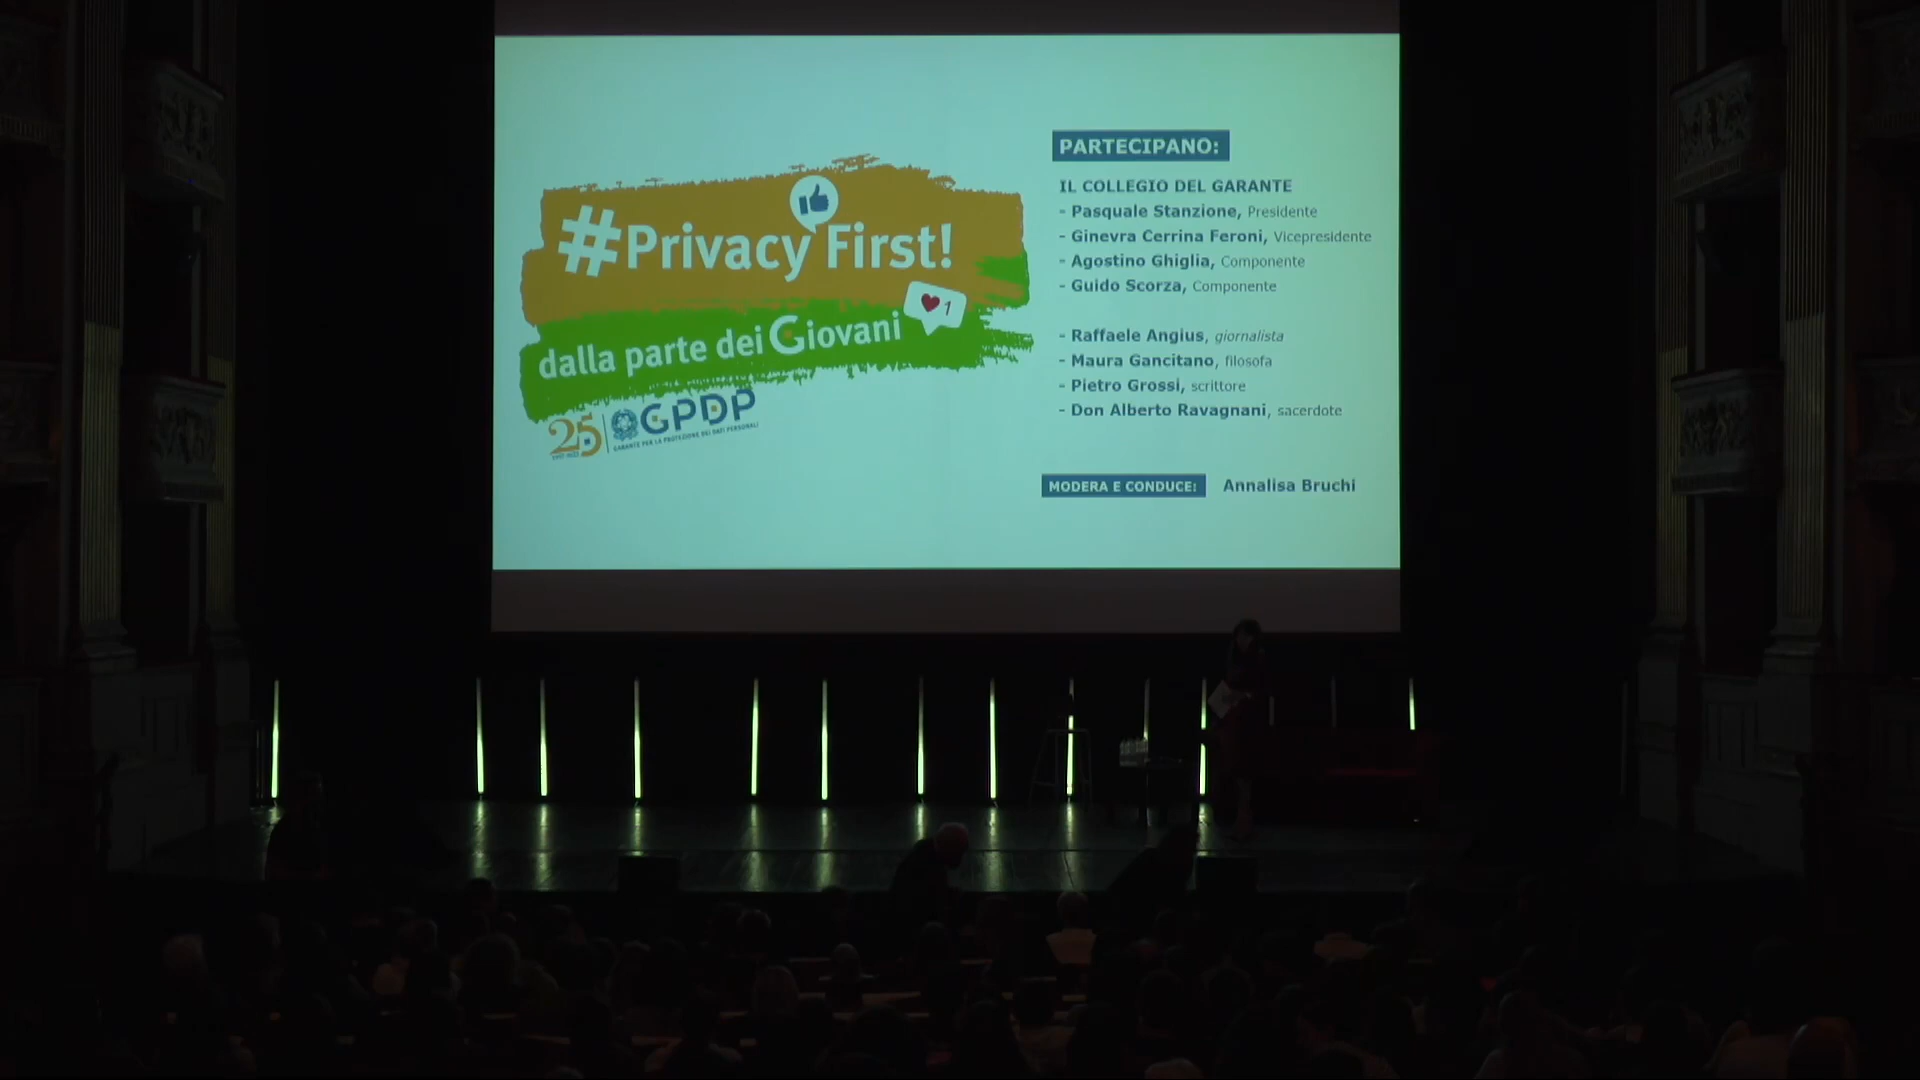 #Privacy First!
1
dalla parte dei Giovani
25
GPDP
GARANTE PER LA PROTEZIONE DEI DATI PERSONALI
PARTECIPANO:
IL COLLEGIO DEL GARANTE
- Pasquale Stanzione, Presidente
- Ginevra Cerrina Feroni, Vicepresidente
- Agostino Ghiglia, Componente
- Guido Scorza, Componente
- Raffaele Angius, giornalista
- Maura Gancitano, filosofa
- Pietro Grossi, scrittore
- Don Alberto Ravagnani, sacerdote
MODERA E CONDUCE: Annalisa Bruchi